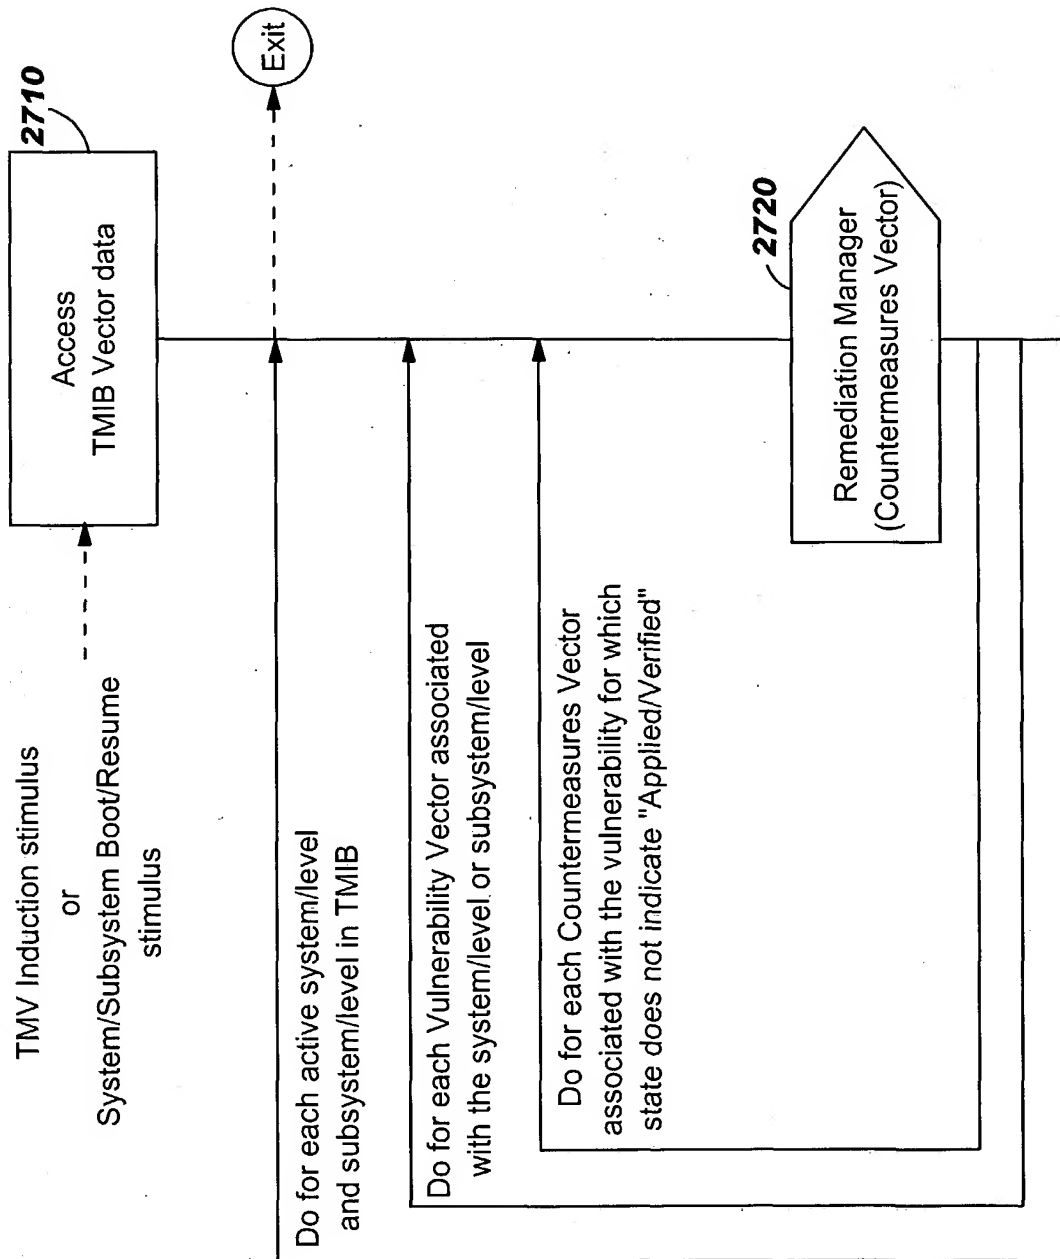 TMV Induction stimulus
or
System/Subsystem Boot/Resume
stimulus
Access
TMIB Vector data
2710
Do for each active system/level
and subsystem/level in TMIB
Exit
Do for each Vulnerability Vector associated
with the system/level or subsystem/level
Do for each Countermeasures Vector
associated with the vulnerability for which
state does not indicate "Applied/Verified"
Remediation Manager
(Countermeasures Vector)
2720